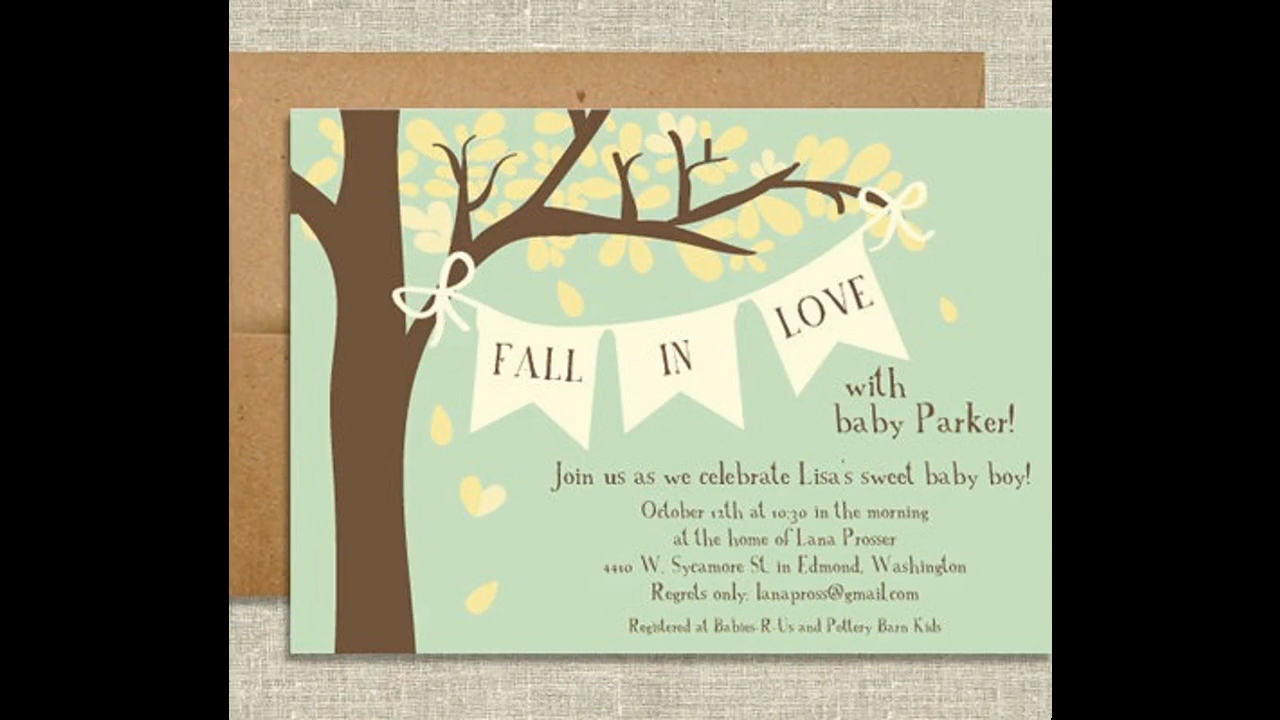 FALL IN LOVE
with
baby Parker!
Join us as we celebrate Lisa's sweet baby boy!
October 12th at 10:30 in the morning
at the home of Lana Prosser
4410 W. Sycamore St. in Edmond, Washington
Regrets only: lanapross@gmail.com
Registered at Babies-R-Us and Pottery Barn Kids